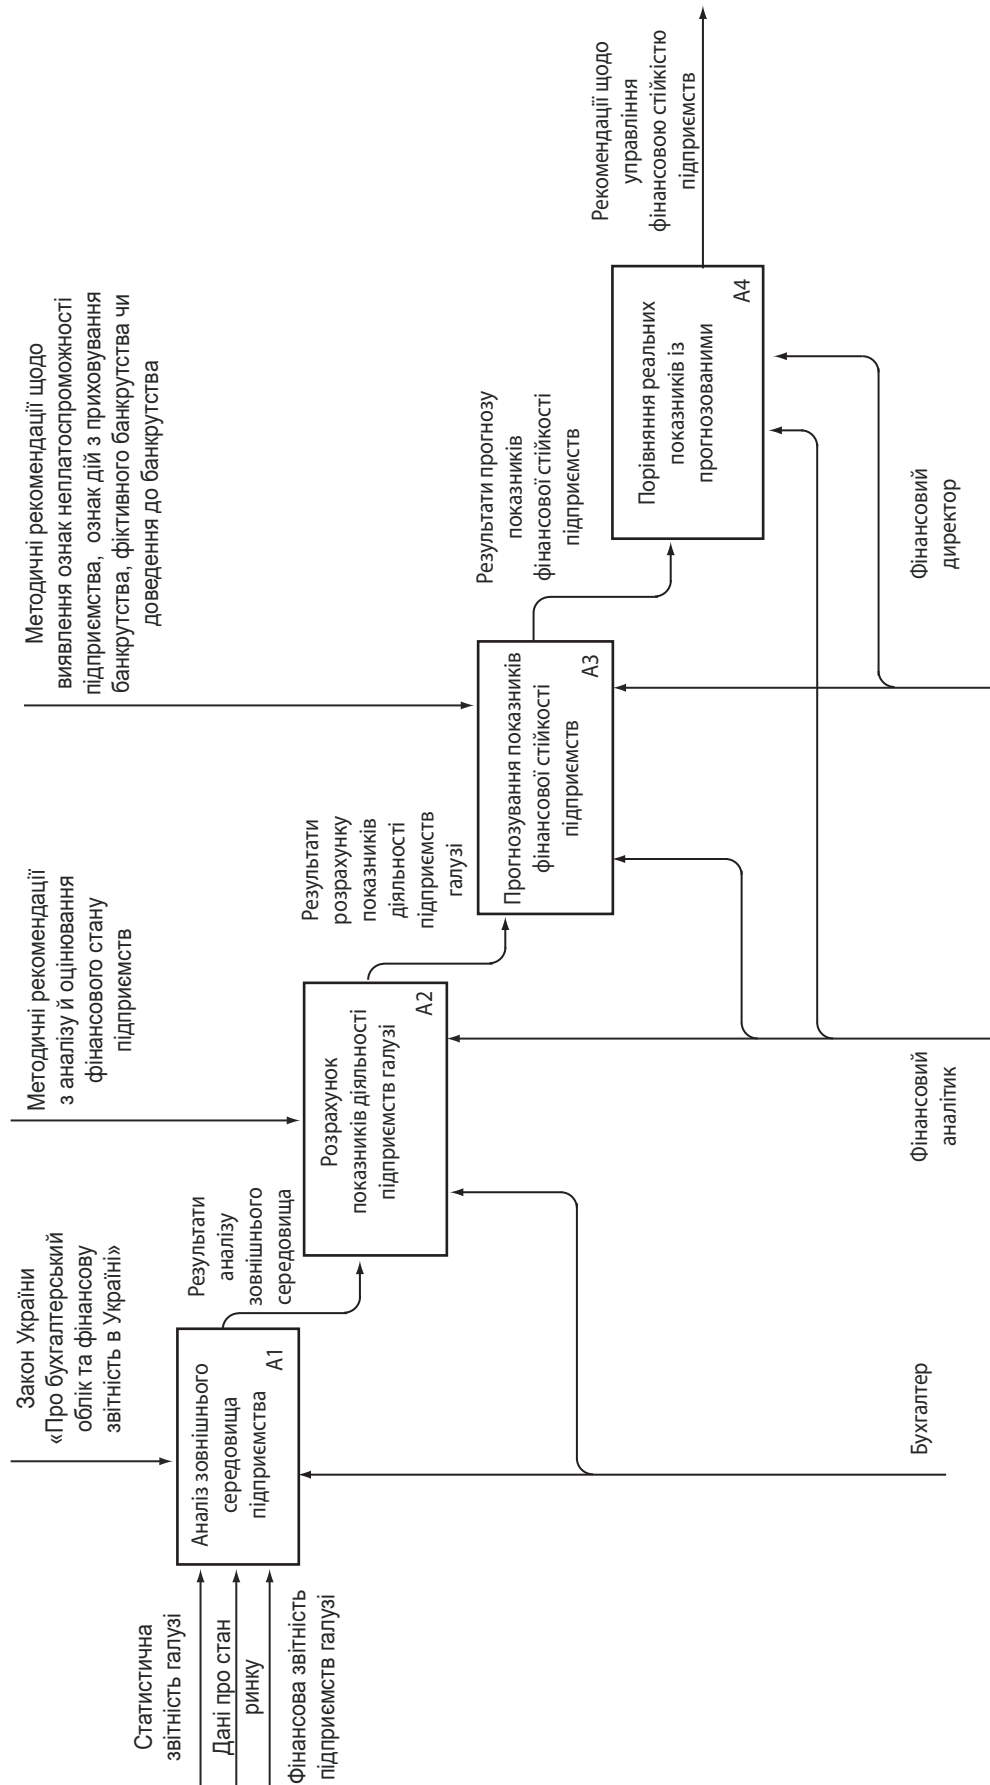 Закон України
«Про бухгалтерський
облік та фінансову
звітність в Україні»
Методичні рекомендації
з аналізу й оцінювання
фінансового стану
підприємств
Методичні рекомендації щодо
виявлення ознак неплатоспроможності
підприємства, ознак дій з приховування
банкрутства, фіктивного банкрутства чи
доведення до банкрутства
Статистична
звітність галузі
Дані про стан
ринку
Фінансова звітність
підприємств галузі
Аналіз зовнішнього
середовища
підприємства
А1
Результати
аналізу
зовнішнього
середовища
Розрахунок
показників діяльності
підприємств галузі
А2
Результати
розрахунку
показників
діяльності
підприємств
галузі
Прогнозування показників
фінансової стійкості
підприємств
А3
Результати прогнозу
показників
фінансової стійкості
підприємств
Порівняння реальних
показників із
прогнозованими
А4
Рекомендації щодо
управління
фінансовою стійкістю
підприємств
Бухгалтер
Фінансовий
аналітик
Фінансовий
директор